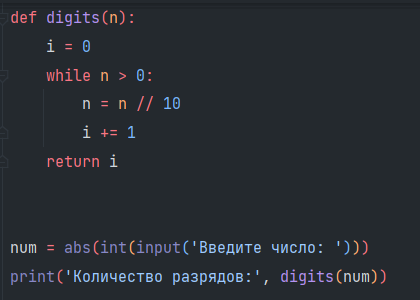 def digits(n):
    i = 0
    while n > 0:
        n = n // 10
        i += 1
    return i
num = abs(int(input('Введите число: ')))
print('Количество разрядов:', digits(num))